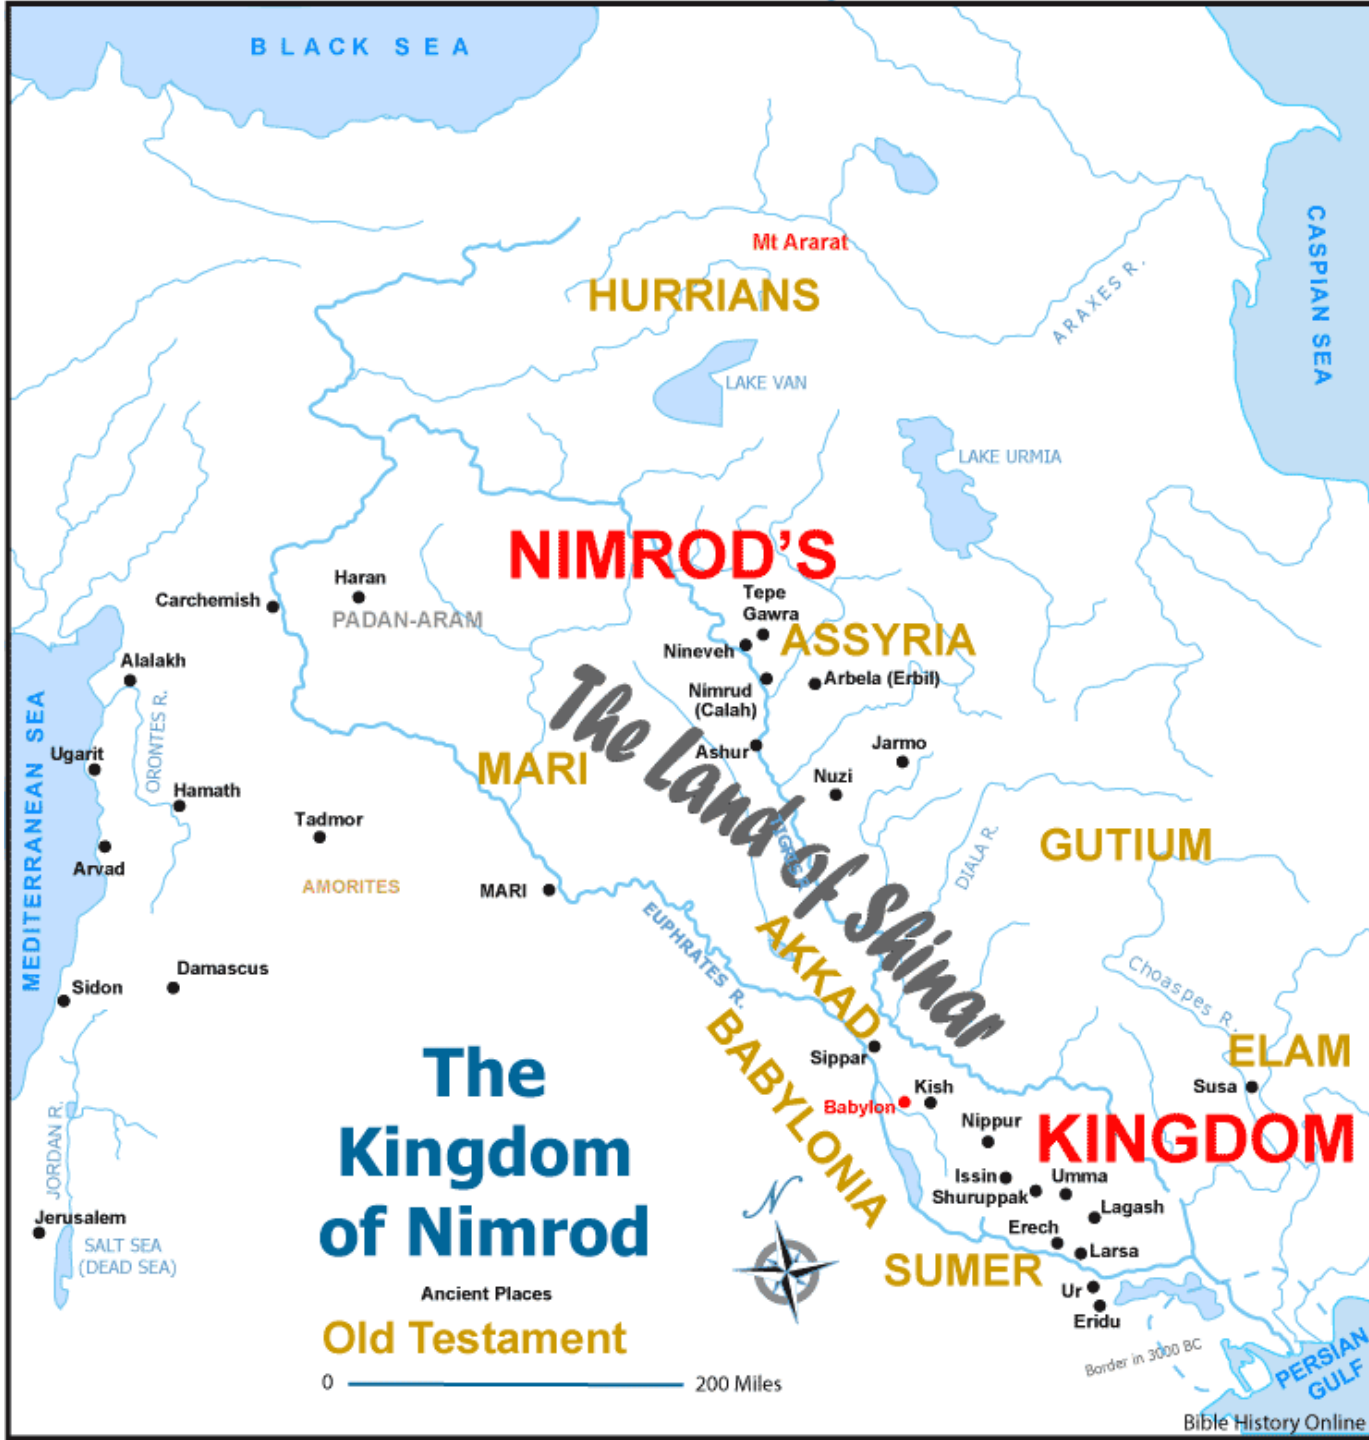 BLACK SEA
CASPIAN SEA
Mt Ararat
HURRIANS
ARAXES R.
LAKE VAN
LAKE URMIA
NIMROD'S
Haran
Carchemish
PADAN-ARAM
Tepe
Gawra
Nineveh
ASSYRIA
Alalakh
Nimrud
(Calah)
Arbela (Erbil)
The Land of Shinar
MEDITERRANEAN SEA
ORONTES R.
Ugarit
Ashur
Jarmo
MARI
Nuzi
Hamath
Tadmor
TIGRIS R.
DIALA R.
GUTIUM
Arvad
AMORITES
MARI
EUPHRATES R.
AKKAD
Damascus
Sidon
Choaspes R.
BABYLONIA
ELAM
Sippar
Susa
Kish
Babylon
Nippur
KINGDOM
JORDAN R.
Issin
Umma
Shuruppak
Lagash
Jerusalem
Erech
SALT SEA
(DEAD SEA)
Larsa
SUMER
Ur
Eridu
The
Kingdom
of Nimrod
N
Ancient Places
Old Testament
0 200 Miles
Border in 3000 BC
PERSIAN
GULF
Bible History Online